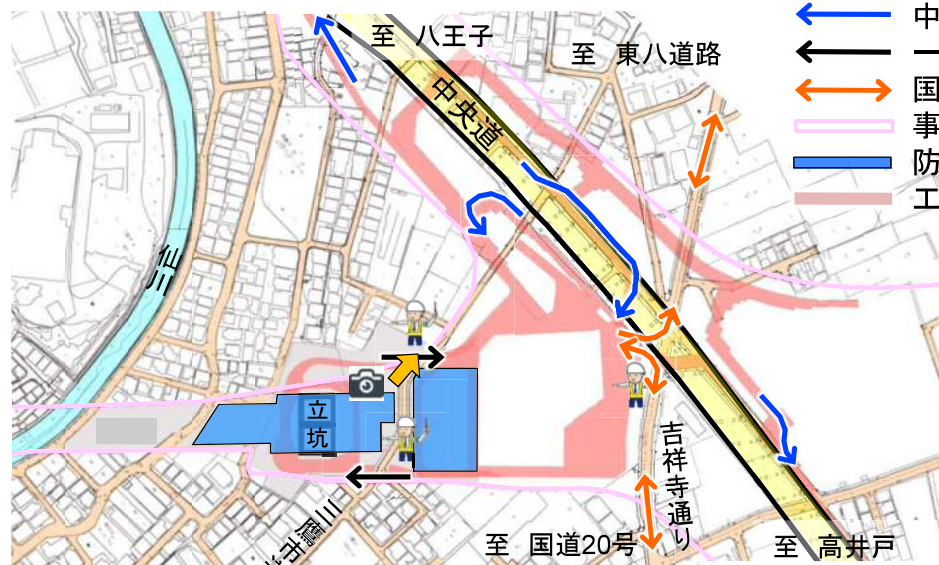 至 八王子
至 東八道路
中央道
中
一
国
事
防
工
仙川
立
坑
三鷹市
吉祥寺通り
至 国道20号
至 高井戸